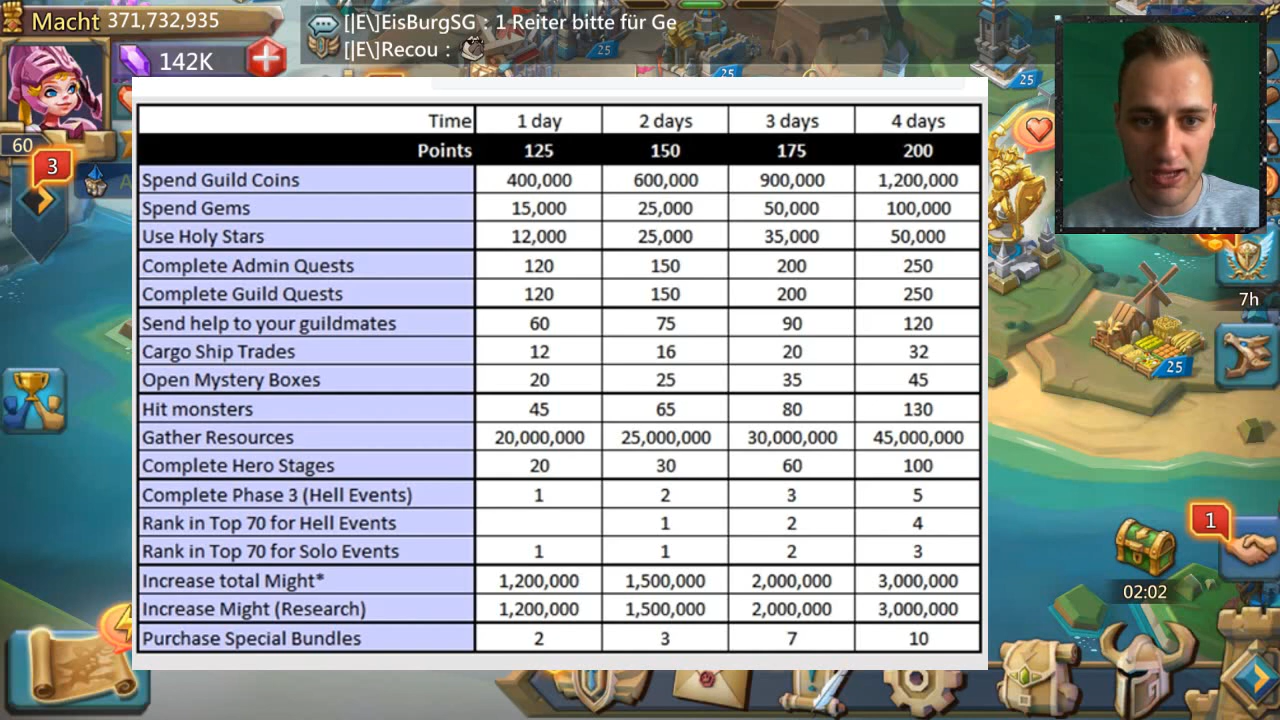 Macht 371,732,935
[|E\]EisBurgSG : 1 Reiter bitte für Ge
[|E\]Recou :
142K
25
25
25
60
3
Time 1 day 2 days 3 days 4 days
Points 125 150 175 200
Spend Guild Coins 400,000 600,000 900,000 1,200,000
Spend Gems 15,000 25,000 50,000 100,000
Use Holy Stars 12,000 25,000 35,000 50,000
Complete Admin Quests 120 150 200 250
Complete Guild Quests 120 150 200 250
Send help to your guildmates 60 75 90 120
Cargo Ship Trades 12 16 20 32
Open Mystery Boxes 20 25 35 45
Hit monsters 45 65 80 130
Gather Resources 20,000,000 25,000,000 30,000,000 45,000,000
Complete Hero Stages 20 30 60 100
Complete Phase 3 (Hell Events) 1 2 3 5
Rank in Top 70 for Hell Events 1 2 4
Rank in Top 70 for Solo Events 1 1 2 3
Increase total Might* 1,200,000 1,500,000 2,000,000 3,000,000
Increase Might (Research) 1,200,000 1,500,000 2,000,000 3,000,000
Purchase Special Bundles 2 3 7 10
7h
25
1
02:02